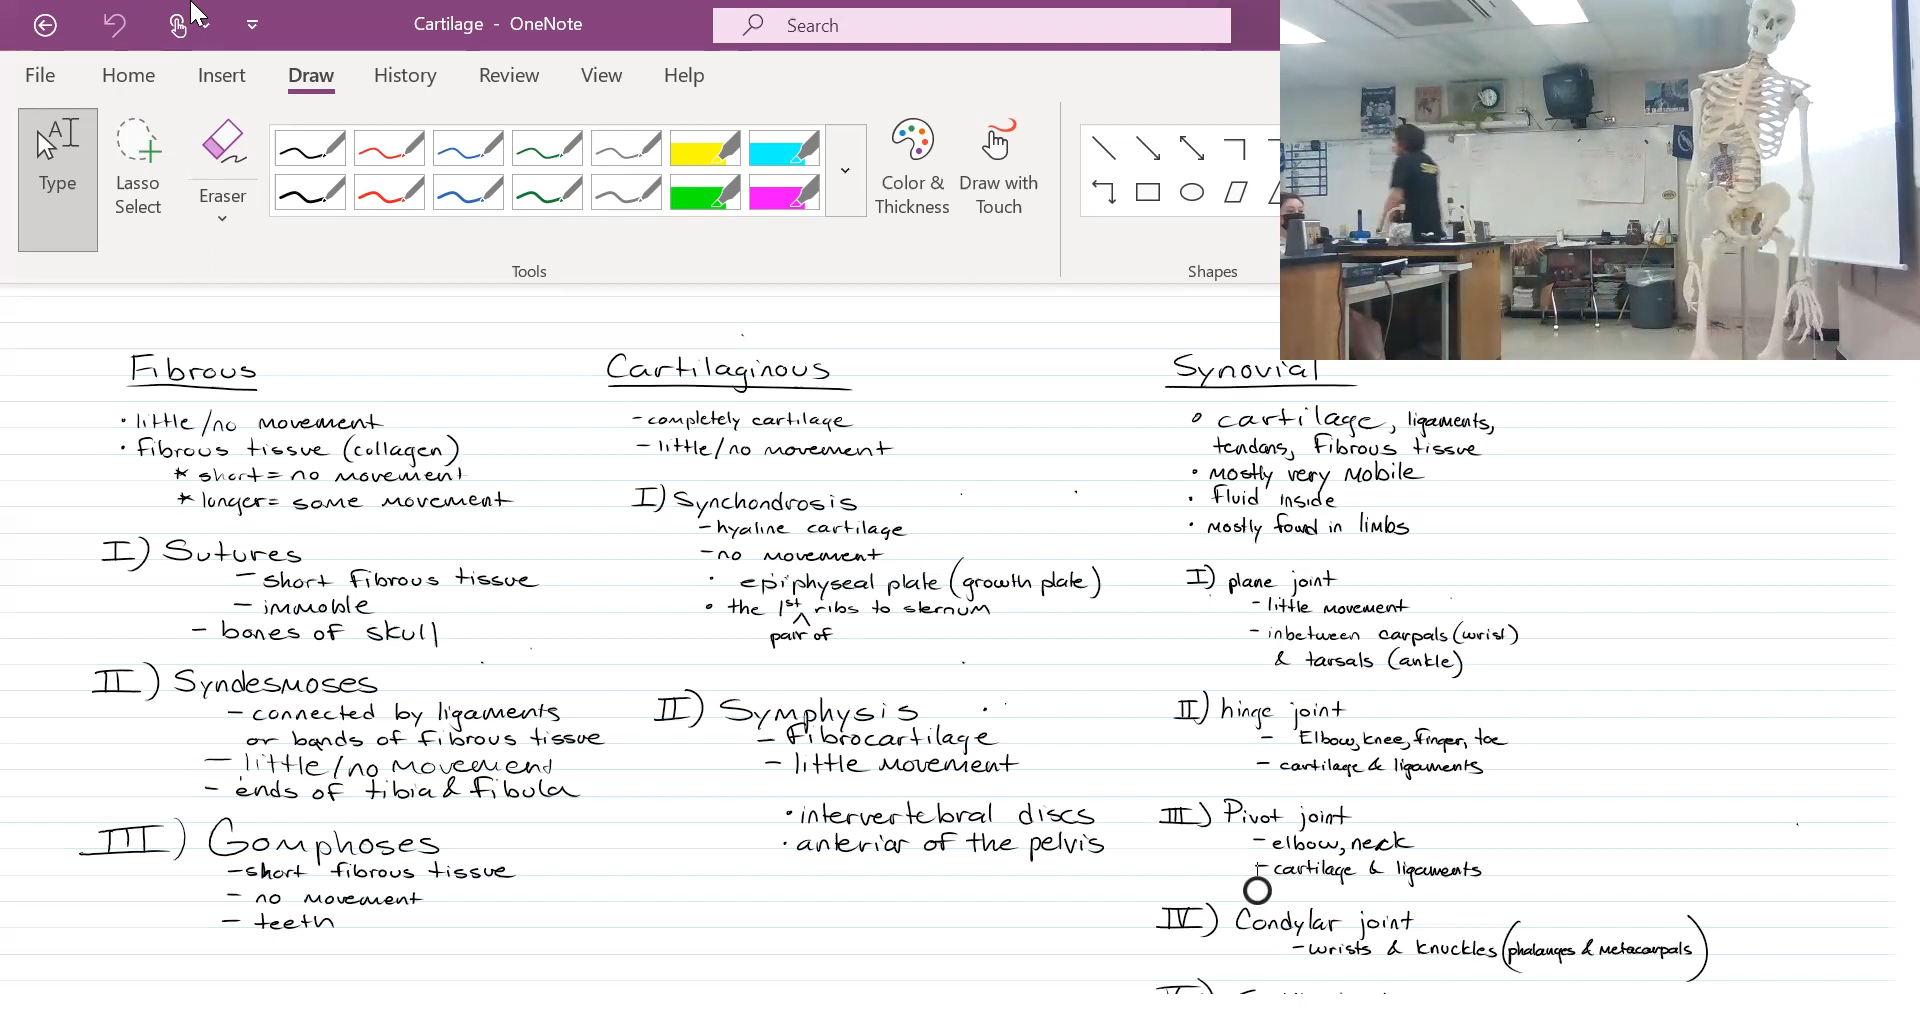 Cartilage - OneNote
Search
File Home Insert Draw History Review View Help
Type
Lasso Select
Eraser
Color & Thickness
Draw with Touch
Tools
Shapes
Fibrous
• little/no movement
• Fibrous tissue (collagen)
* short = no movement
* longer = some movement
I) Sutures
- short fibrous tissue
- immoble
- bones of skull
II) Syndesmoses
- connected by ligaments
or bands of fibrous tissue
- little/no movement
- ends of tibia & fibula
III) Gomphoses
- short fibrous tissue
- no movement
- teeth
Cartilaginous
- completely cartilage
- little/no movement
I) Synchondrosis
- hyaline cartilage
- no movement
• epiphyseal plate (growth plate)
• the 1st ribs to sternum
^
pair of
II) Symphysis
- fibrocartilage
- little movement
• intervertebral discs
• anterior of the pelvis
Synovial
• cartilage, ligaments,
tendons, Fibrous tissue
• mostly very mobile
• fluid inside
• mostly found in limbs
I) plane joint
- little movement
- inbetween carpals (wrist)
& tarsals (ankle)
II) hinge joint
- Elbow, knee, finger, toe
- cartilage & ligaments
III) Pivot joint
- elbow, neck
- cartilage & ligaments
IV) Condylar joint
- wrists & knuckles (phalanges & metacarpals)